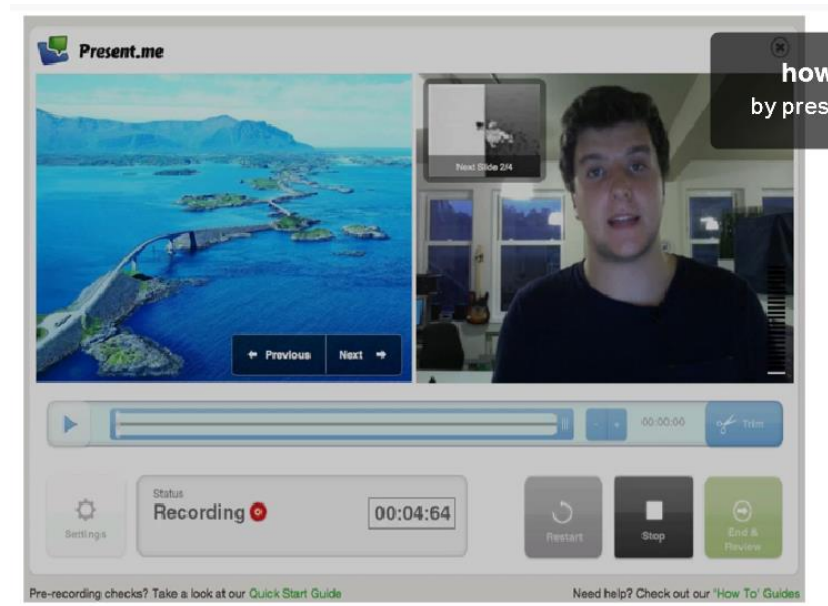 Present.me
how
by pres
Next Slide 2/4
Previous
Next
- + 00:00:00
Trim
Status
Recording
00:04:64
Settings
Restart
Stop
End &
Review
Pre-recording checks? Take a look at our Quick Start Guide
Need help? Check out our 'How To' Guides